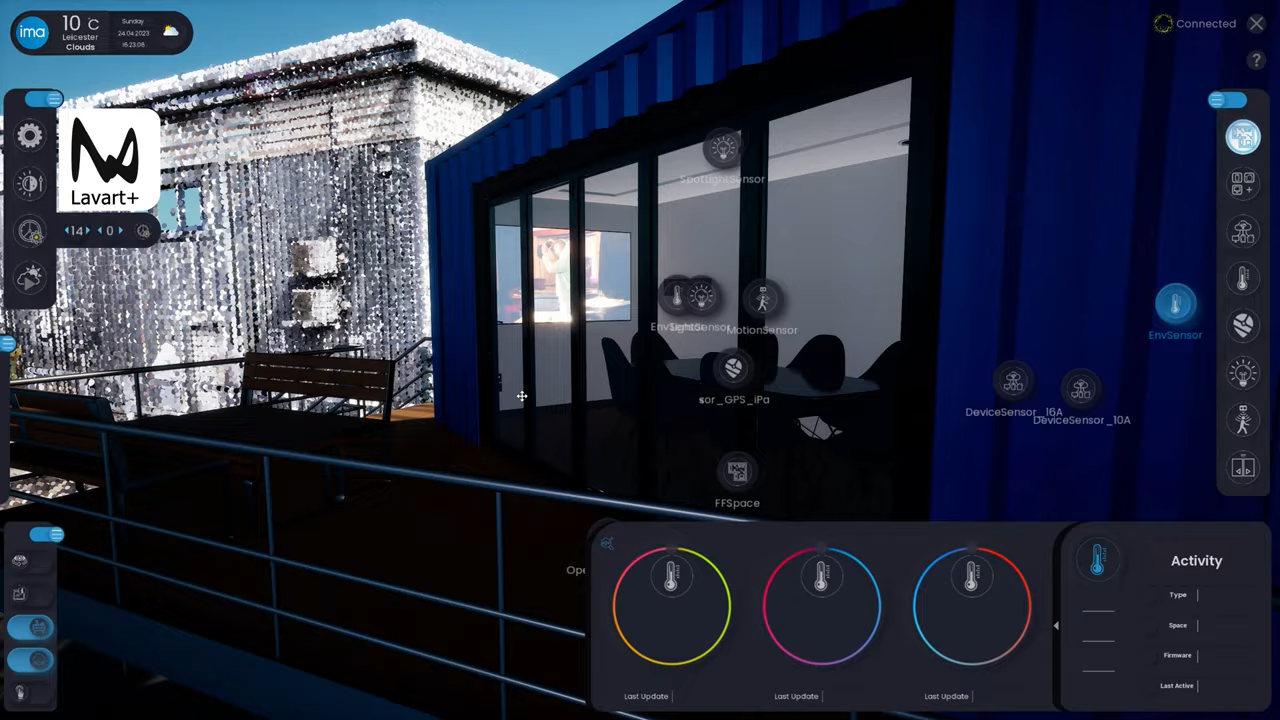 ima
10 °C
Leicester
Clouds
Sunday
24.04.2023
Connected
?
Lavart+
14
0
SpotlightSensor
MotionSensor
sor_GPS_iPa
FFSpace
EnvSensor
DeviceSensor_16A
DeviceSensor_10A
Ope
Last Update
Last Update
Last Update
Activity
Type
Space
Firmware
Last Active